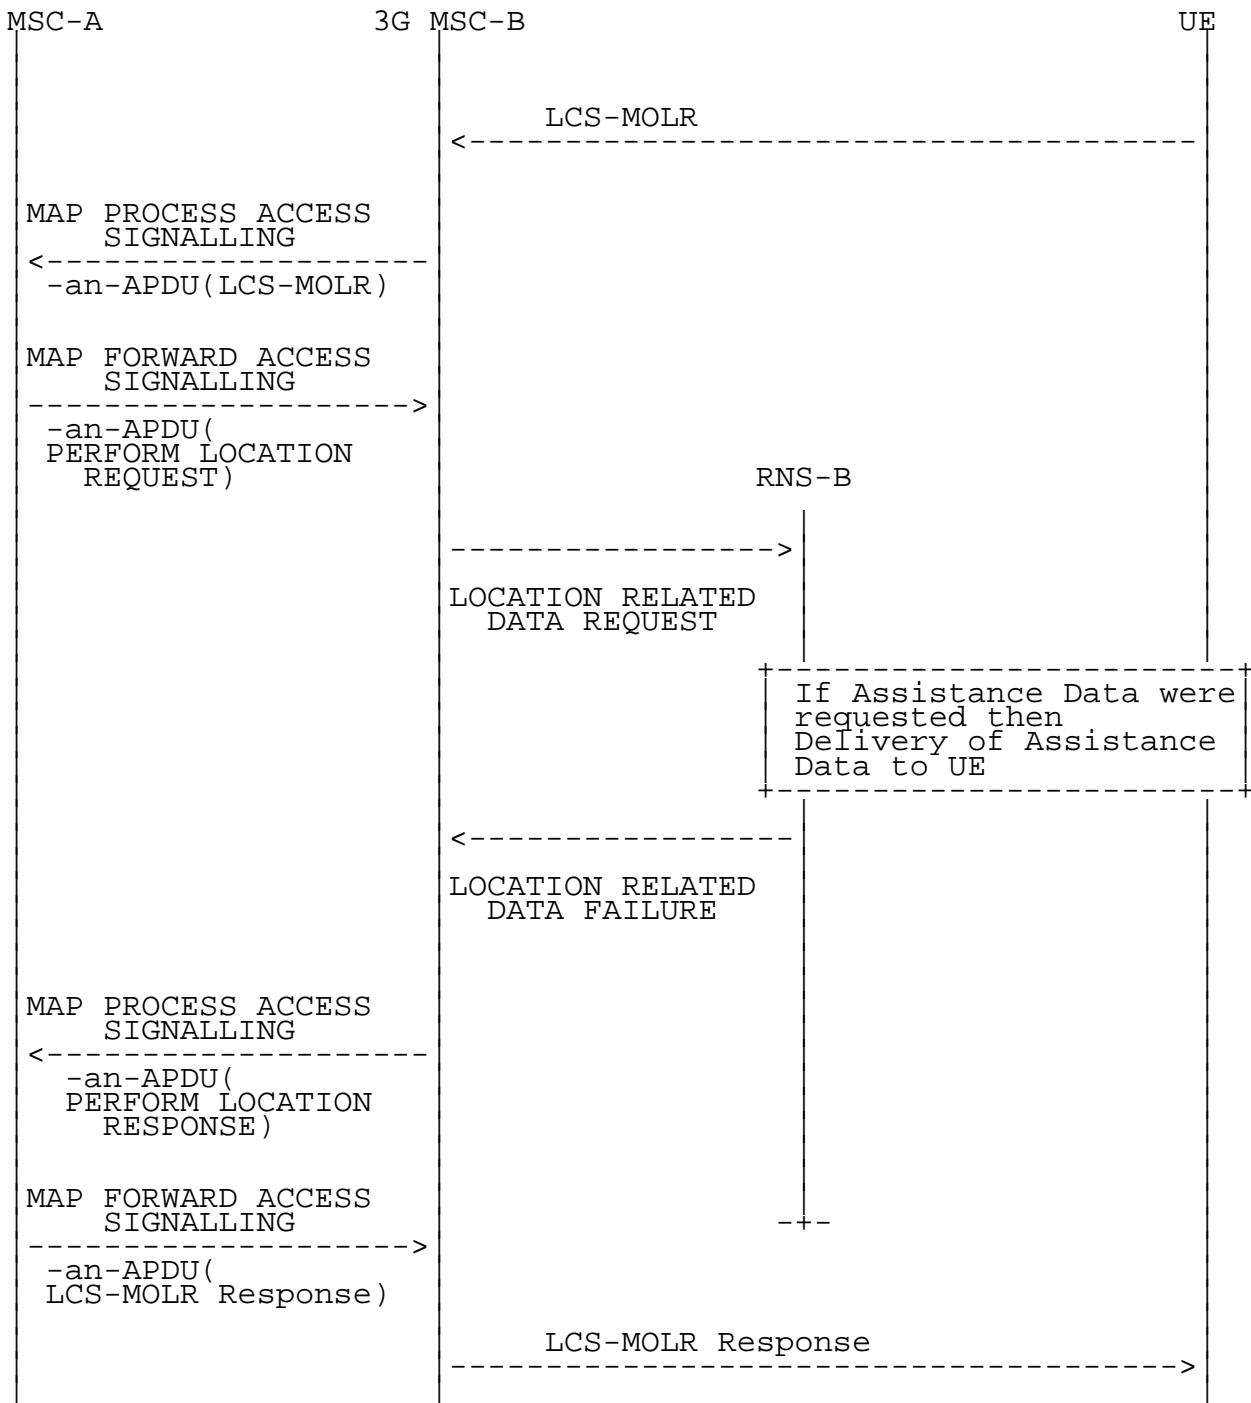 MSC-A 3G MSC-B UE
LCS-MOLR
MAP PROCESS ACCESS
SIGNALLING
-an-APDU(LCS-MOLR)
MAP FORWARD ACCESS
SIGNALLING
-an-APDU(
PERFORM LOCATION
REQUEST)
RNS-B
LOCATION RELATED
DATA REQUEST
If Assistance Data were
requested then
Delivery of Assistance
Data to UE
LOCATION RELATED
DATA FAILURE
MAP PROCESS ACCESS
SIGNALLING
-an-APDU(
PERFORM LOCATION
RESPONSE)
MAP FORWARD ACCESS
SIGNALLING
-an-APDU(
LCS-MOLR Response)
LCS-MOLR Response